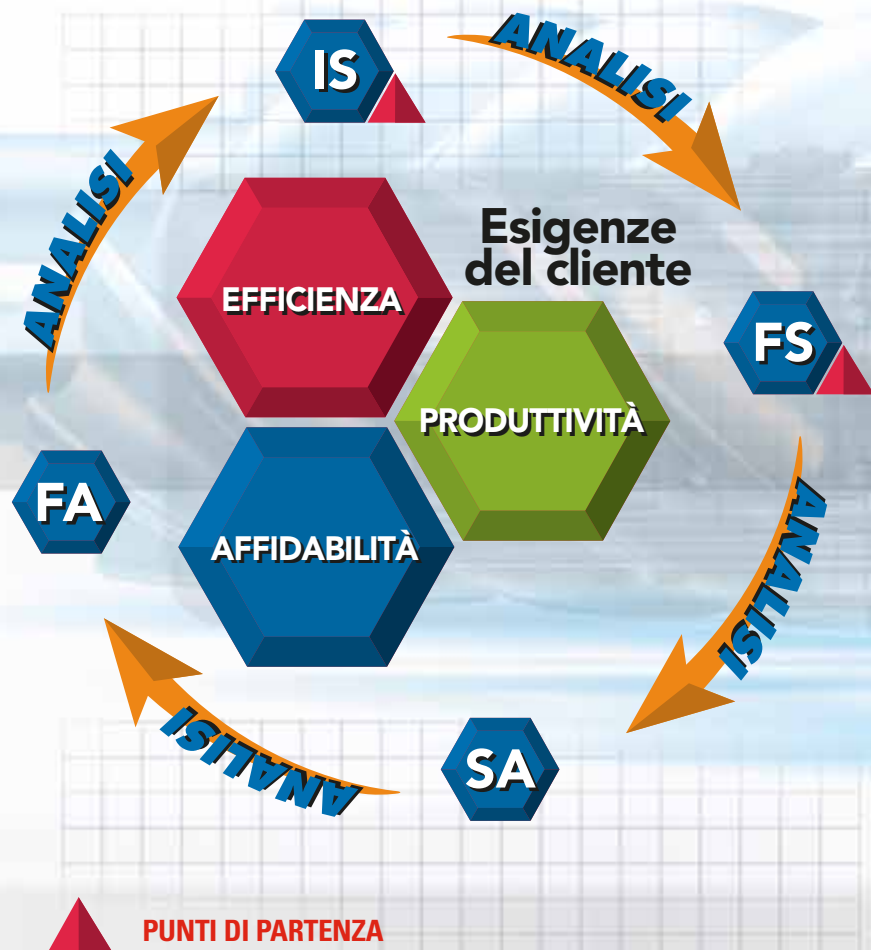 IS
ANALISI
ANALISI
EFFICIENZA
Esigenze
del cliente
FS
PRODUTTIVITÀ
FA
AFFIDABILITÀ
ANALISI
SA
ANALISI
PUNTI DI PARTENZA